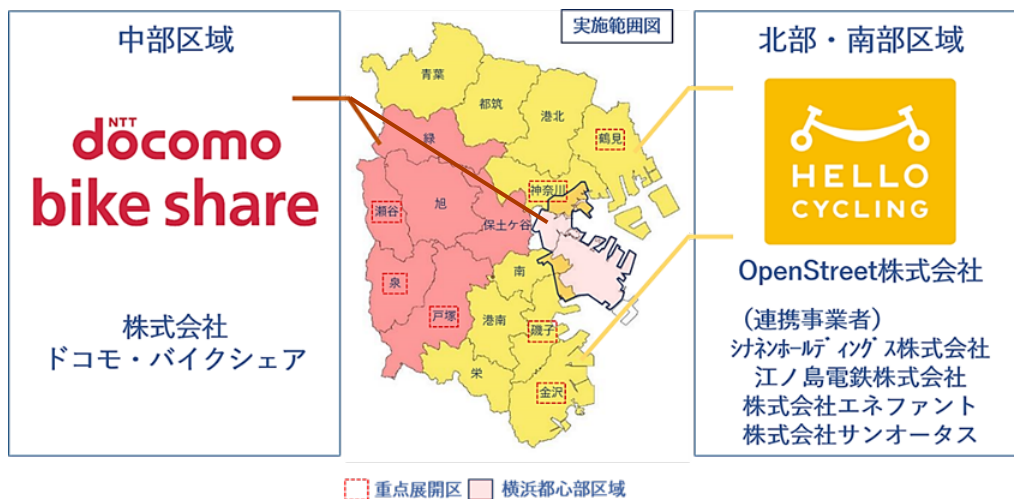 中部区域
NTT
döcomo
bike share
株式会社
ドコモ・バイクシェア
実施範囲図
青葉
都筑
港北
鶴見
緑
神奈川
瀬谷
旭
保土ケ谷
泉
戸塚
南
港南
磯子
栄
金沢
北部・南部区域
HELLO
CYCLING
OpenStreet株式会社
(連携事業者)
ｼﾅﾈﾝﾎｰﾙﾃﾞｨﾝｸﾞｽ株式会社
江ノ島電鉄株式会社
株式会社エネファント
株式会社サンオータス
重点展開区 横浜都心部区域